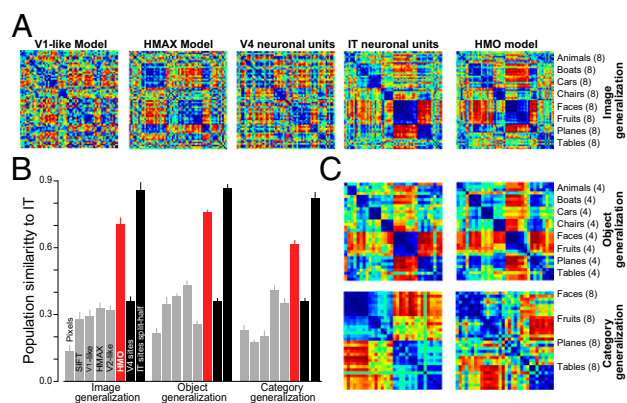 A
V1-like Model
HMAX Model
V4 neuronal units
IT neuronal units
HMO model
Animals (8)
Boats (8)
Cars (8)
Chairs (8)
Faces (8)
Fruits (8)
Planes (8)
Tables (8)
Image
generalization
B
Population similaritty to IT
0.9
0.6
0.3
0.0
Pixels
SIFT
V1-like
HMAX
V2-like
HMO
V4 sites
IT sites split-half
Image
generalization
Object
generalization
Category
generalization
C
Animals (4)
Boats (4)
Cars (4)
Chairs (4)
Faces (4)
Fruits (4)
Planes (4)
Tables (4)
Object
generalization
Faces (8)
Fruits (8)
Planes (8)
Tables (8)
Category
generalization